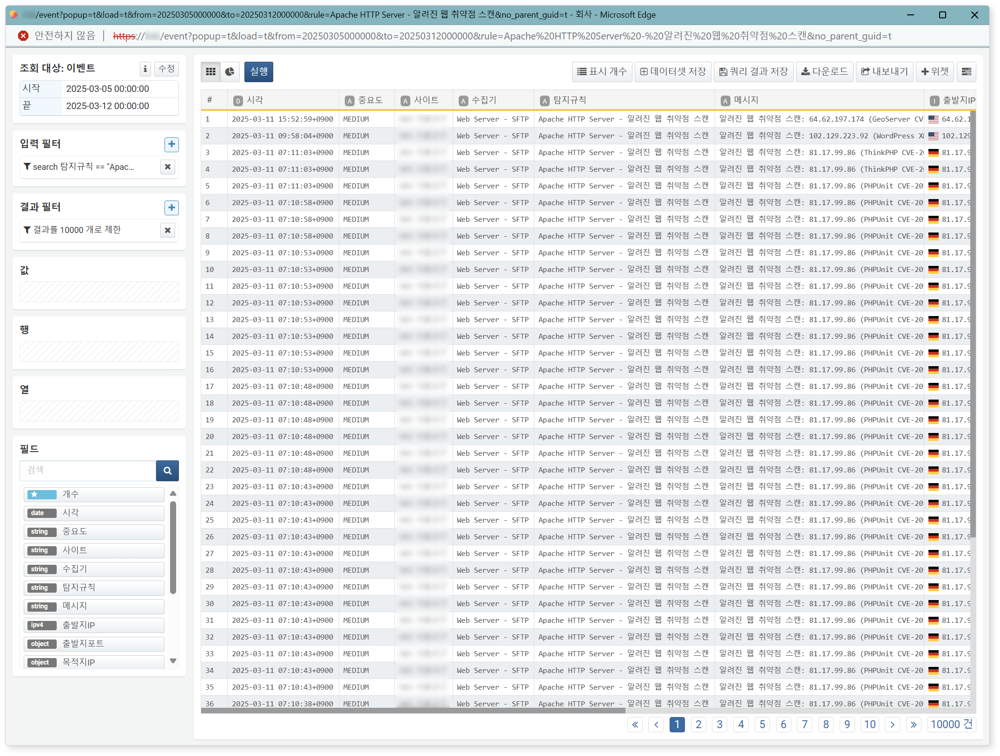 /event?popup=t&load=t&from=20250305000000&to=20250312000000&rule=Apache HTTP Server - 알려진 웹 취약점 스캔&no_parent_guid=t - 회사 - Microsoft Edge
안전하지 않음 | https:// /event?popup=t&load=t&from=20250305000000&to=20250312000000&rule=Apache%20HTTP%20Server%20-%20알려진%20웹%20취약점%20스캔&no_parent_guid=t
조회 대상: 이벤트 i 수정
시작 2025-03-05 00:00:00
끝 2025-03-12 00:00:00
입력 필터
search 탐지규칙 == "Apac...
결과 필터
결과를 10000 개로 제한
값
행
열
필드
검색
개수
date 시각
string 중요도
string 사이트
string 수집기
string 탐지규칙
string 메시지
ipv4 출발지IP
object 출발지포트
object 목적지IP
실행 표시 개수 데이터셋 저장 쿼리 결과 저장 다운로드 내보내기 위젯
# D 시각 A 중요도 A 사이트 A 수집기 A 탐지규칙 A 메시지 I 출발지IP
1 2025-03-11 15:52:59+0900 MEDIUM Web Server - SFTP Apache HTTP Server - 알려진 웹 취약점 스캔 알려진 웹 취약점 스캔: 64.62.197.174 (GeoServer CV 64.62.1
2 2025-03-11 09:58:04+0900 MEDIUM Web Server - SFTP Apache HTTP Server - 알려진 웹 취약점 스캔 알려진 웹 취약점 스캔: 102.129.223.92 (WordPress X 102.129
3 2025-03-11 07:11:03+0900 MEDIUM Web Server - SFTP Apache HTTP Server - 알려진 웹 취약점 스캔 알려진 웹 취약점 스캔: 81.17.99.86 (ThinkPHP CVE-2 81.17.9
4 2025-03-11 07:11:03+0900 MEDIUM Web Server - SFTP Apache HTTP Server - 알려진 웹 취약점 스캔 알려진 웹 취약점 스캔: 81.17.99.86 (ThinkPHP CVE-2 81.17.9
5 2025-03-11 07:11:03+0900 MEDIUM Web Server - SFTP Apache HTTP Server - 알려진 웹 취약점 스캔 알려진 웹 취약점 스캔: 81.17.99.86 (PHPUnit CVE-20 81.17.9
6 2025-03-11 07:10:58+0900 MEDIUM Web Server - SFTP Apache HTTP Server - 알려진 웹 취약점 스캔 알려진 웹 취약점 스캔: 81.17.99.86 (PHPUnit CVE-20 81.17.9
7 2025-03-11 07:10:58+0900 MEDIUM Web Server - SFTP Apache HTTP Server - 알려진 웹 취약점 스캔 알려진 웹 취약점 스캔: 81.17.99.86 (PHPUnit CVE-20 81.17.9
8 2025-03-11 07:10:58+0900 MEDIUM Web Server - SFTP Apache HTTP Server - 알려진 웹 취약점 스캔 알려진 웹 취약점 스캔: 81.17.99.86 (PHPUnit CVE-20 81.17.9
9 2025-03-11 07:10:53+0900 MEDIUM Web Server - SFTP Apache HTTP Server - 알려진 웹 취약점 스캔 알려진 웹 취약점 스캔: 81.17.99.86 (PHPUnit CVE-20 81.17.9
10 2025-03-11 07:10:53+0900 MEDIUM Web Server - SFTP Apache HTTP Server - 알려진 웹 취약점 스캔 알려진 웹 취약점 스캔: 81.17.99.86 (PHPUnit CVE-20 81.17.9
11 2025-03-11 07:10:53+0900 MEDIUM Web Server - SFTP Apache HTTP Server - 알려진 웹 취약점 스캔 알려진 웹 취약점 스캔: 81.17.99.86 (PHPUnit CVE-20 81.17.9
12 2025-03-11 07:10:53+0900 MEDIUM Web Server - SFTP Apache HTTP Server - 알려진 웹 취약점 스캔 알려진 웹 취약점 스캔: 81.17.99.86 (PHPUnit CVE-20 81.17.9
13 2025-03-11 07:10:53+0900 MEDIUM Web Server - SFTP Apache HTTP Server - 알려진 웹 취약점 스캔 알려진 웹 취약점 스캔: 81.17.99.86 (PHPUnit CVE-20 81.17.9
14 2025-03-11 07:10:53+0900 MEDIUM Web Server - SFTP Apache HTTP Server - 알려진 웹 취약점 스캔 알려진 웹 취약점 스캔: 81.17.99.86 (PHPUnit CVE-20 81.17.9
15 2025-03-11 07:10:53+0900 MEDIUM Web Server - SFTP Apache HTTP Server - 알려진 웹 취약점 스캔 알려진 웹 취약점 스캔: 81.17.99.86 (PHPUnit CVE-20 81.17.9
16 2025-03-11 07:10:53+0900 MEDIUM Web Server - SFTP Apache HTTP Server - 알려진 웹 취약점 스캔 알려진 웹 취약점 스캔: 81.17.99.86 (PHPUnit CVE-20 81.17.9
17 2025-03-11 07:10:48+0900 MEDIUM Web Server - SFTP Apache HTTP Server - 알려진 웹 취약점 스캔 알려진 웹 취약점 스캔: 81.17.99.86 (PHPUnit CVE-20 81.17.9
18 2025-03-11 07:10:48+0900 MEDIUM Web Server - SFTP Apache HTTP Server - 알려진 웹 취약점 스캔 알려진 웹 취약점 스캔: 81.17.99.86 (PHPUnit CVE-20 81.17.9
19 2025-03-11 07:10:48+0900 MEDIUM Web Server - SFTP Apache HTTP Server - 알려진 웹 취약점 스캔 알려진 웹 취약점 스캔: 81.17.99.86 (PHPUnit CVE-20 81.17.9
20 2025-03-11 07:10:48+0900 MEDIUM Web Server - SFTP Apache HTTP Server - 알려진 웹 취약점 스캔 알려진 웹 취약점 스캔: 81.17.99.86 (PHPUnit CVE-20 81.17.9
21 2025-03-11 07:10:48+0900 MEDIUM Web Server - SFTP Apache HTTP Server - 알려진 웹 취약점 스캔 알려진 웹 취약점 스캔: 81.17.99.86 (PHPUnit CVE-20 81.17.9
22 2025-03-11 07:10:48+0900 MEDIUM Web Server - SFTP Apache HTTP Server - 알려진 웹 취약점 스캔 알려진 웹 취약점 스캔: 81.17.99.86 (PHPUnit CVE-20 81.17.9
23 2025-03-11 07:10:43+0900 MEDIUM Web Server - SFTP Apache HTTP Server - 알려진 웹 취약점 스캔 알려진 웹 취약점 스캔: 81.17.99.86 (PHPUnit CVE-20 81.17.9
24 2025-03-11 07:10:43+0900 MEDIUM Web Server - SFTP Apache HTTP Server - 알려진 웹 취약점 스캔 알려진 웹 취약점 스캔: 81.17.99.86 (PHPUnit CVE-20 81.17.9
25 2025-03-11 07:10:43+0900 MEDIUM Web Server - SFTP Apache HTTP Server - 알려진 웹 취약점 스캔 알려진 웹 취약점 스캔: 81.17.99.86 (PHPUnit CVE-20 81.17.9
26 2025-03-11 07:10:43+0900 MEDIUM Web Server - SFTP Apache HTTP Server - 알려진 웹 취약점 스캔 알려진 웹 취약점 스캔: 81.17.99.86 (PHPUnit CVE-20 81.17.9
27 2025-03-11 07:10:43+0900 MEDIUM Web Server - SFTP Apache HTTP Server - 알려진 웹 취약점 스캔 알려진 웹 취약점 스캔: 81.17.99.86 (PHPUnit CVE-20 81.17.9
28 2025-03-11 07:10:43+0900 MEDIUM Web Server - SFTP Apache HTTP Server - 알려진 웹 취약점 스캔 알려진 웹 취약점 스캔: 81.17.99.86 (PHPUnit CVE-20 81.17.9
29 2025-03-11 07:10:43+0900 MEDIUM Web Server - SFTP Apache HTTP Server - 알려진 웹 취약점 스캔 알려진 웹 취약점 스캔: 81.17.99.86 (PHPUnit CVE-20 81.17.9
30 2025-03-11 07:10:43+0900 MEDIUM Web Server - SFTP Apache HTTP Server - 알려진 웹 취약점 스캔 알려진 웹 취약점 스캔: 81.17.99.86 (PHPUnit CVE-20 81.17.9
31 2025-03-11 07:10:43+0900 MEDIUM Web Server - SFTP Apache HTTP Server - 알려진 웹 취약점 스캔 알려진 웹 취약점 스캔: 81.17.99.86 (PHPUnit CVE-20 81.17.9
32 2025-03-11 07:10:43+0900 MEDIUM Web Server - SFTP Apache HTTP Server - 알려진 웹 취약점 스캔 알려진 웹 취약점 스캔: 81.17.99.86 (PHPUnit CVE-20 81.17.9
33 2025-03-11 07:10:43+0900 MEDIUM Web Server - SFTP Apache HTTP Server - 알려진 웹 취약점 스캔 알려진 웹 취약점 스캔: 81.17.99.86 (PHPUnit CVE-20 81.17.9
34 2025-03-11 07:10:43+0900 MEDIUM Web Server - SFTP Apache HTTP Server - 알려진 웹 취약점 스캔 알려진 웹 취약점 스캔: 81.17.99.86 (PHPUnit CVE-20 81.17.9
35 2025-03-11 07:10:43+0900 MEDIUM Web Server - SFTP Apache HTTP Server - 알려진 웹 취약점 스캔 알려진 웹 취약점 스캔: 81.17.99.86 (PHPUnit CVE-20 81.17.9
36 2025-03-11 07:10:38+0900 MEDIUM Web Server - SFTP Apache HTTP Server - 알려진 웹 취약점 스캔 알려진 웹 취약점 스캔: 81.17.99.86 (PHPUnit CVE-20 81.17.9
« ‹ 1 2 3 4 5 6 7 8 9 10 › » 10000 건